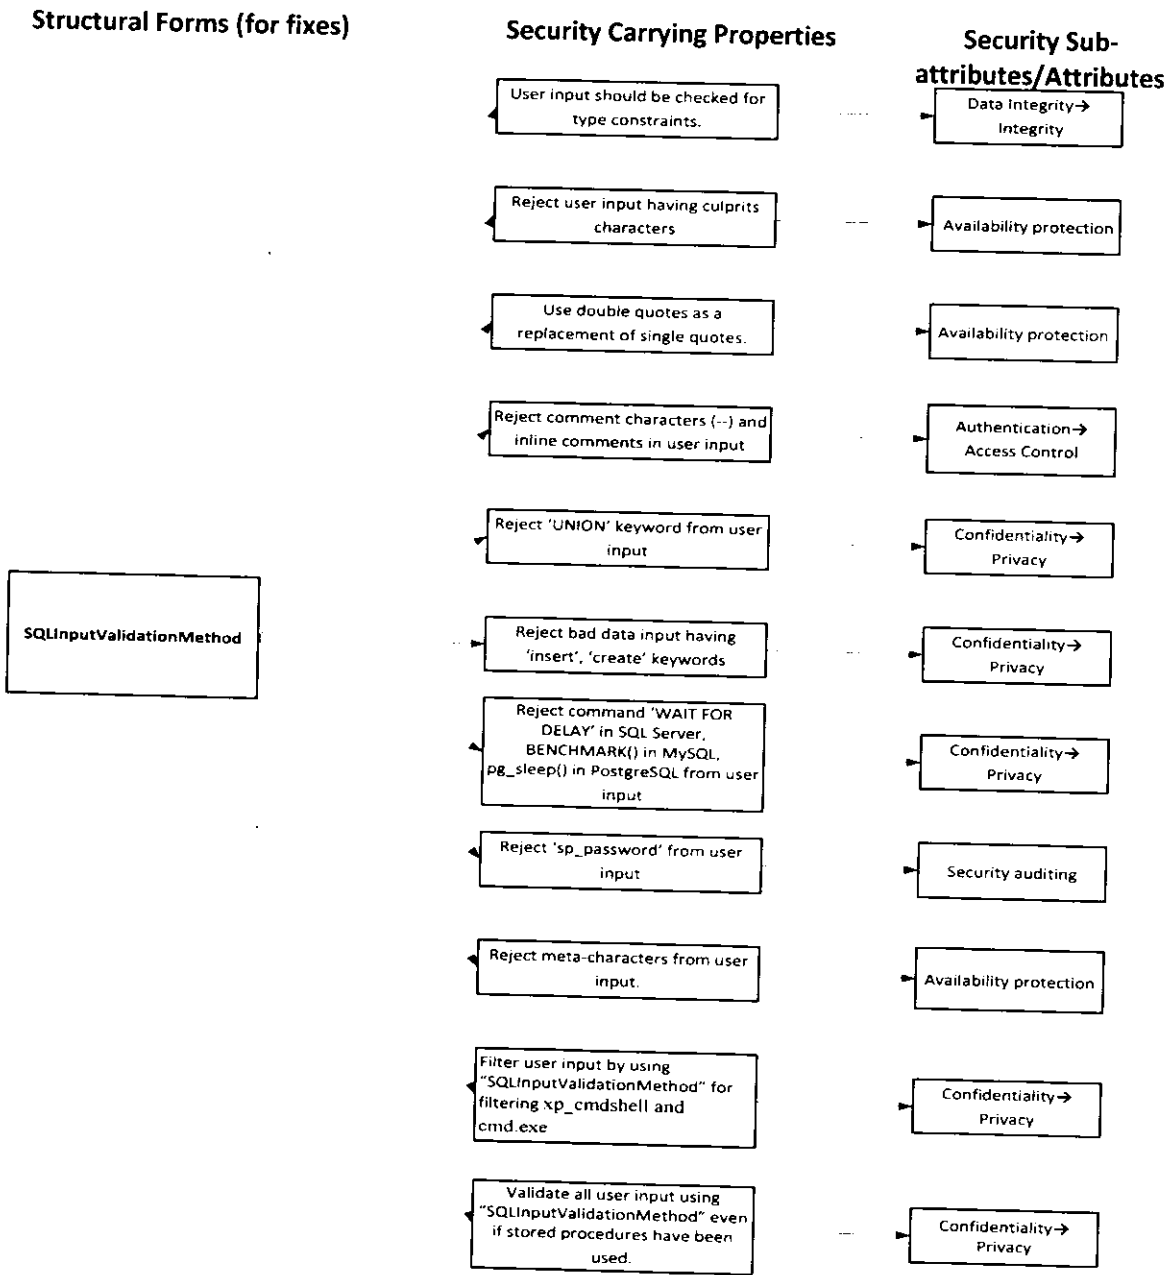 Structural Forms (for fixes)
Security Carrying Properties
Security Sub-
attributes/Attributes
User input should be checked for
type constraints.
Data Integrity→
Integrity
Reject user input having culprits
characters
Availability protection
Use double quotes as a
replacement of single quotes.
Availability protection
Reject comment characters (--) and
inline comments in user input
Authentication→
Access Control
Reject 'UNION' keyword from user
input
Confidentiality→
Privacy
SQLInputValidationMethod
Reject bad data input having
'insert', 'create' keywords
Confidentiality→
Privacy
Reject command 'WAIT FOR
DELAY' in SQL Server,
BENCHMARK() in MySQL,
pg_sleep() in PostgreSQL from user
input
Confidentiality→
Privacy
Reject 'sp_password' from user
input
Security auditing
Reject meta-characters from user
input.
Availability protection
Filter user input by using
"SQLInputValidationMethod" for
filtering xp_cmdshell and
cmd.exe
Confidentiality→
Privacy
Validate all user input using
"SQLInputValidationMethod" even
if stored procedures have been
used.
Confidentiality→
Privacy